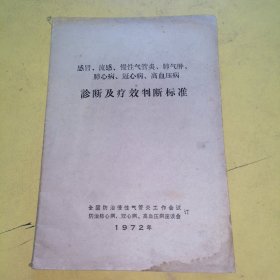 感冒、流感、慢性气管炎、肺气肿、
肺心病、冠心病、高血压病
診断及疗效判断标准
全国防治慢性气管炎工作会议
防治肺心病、冠心病、高血压病座谈会
订
1972年